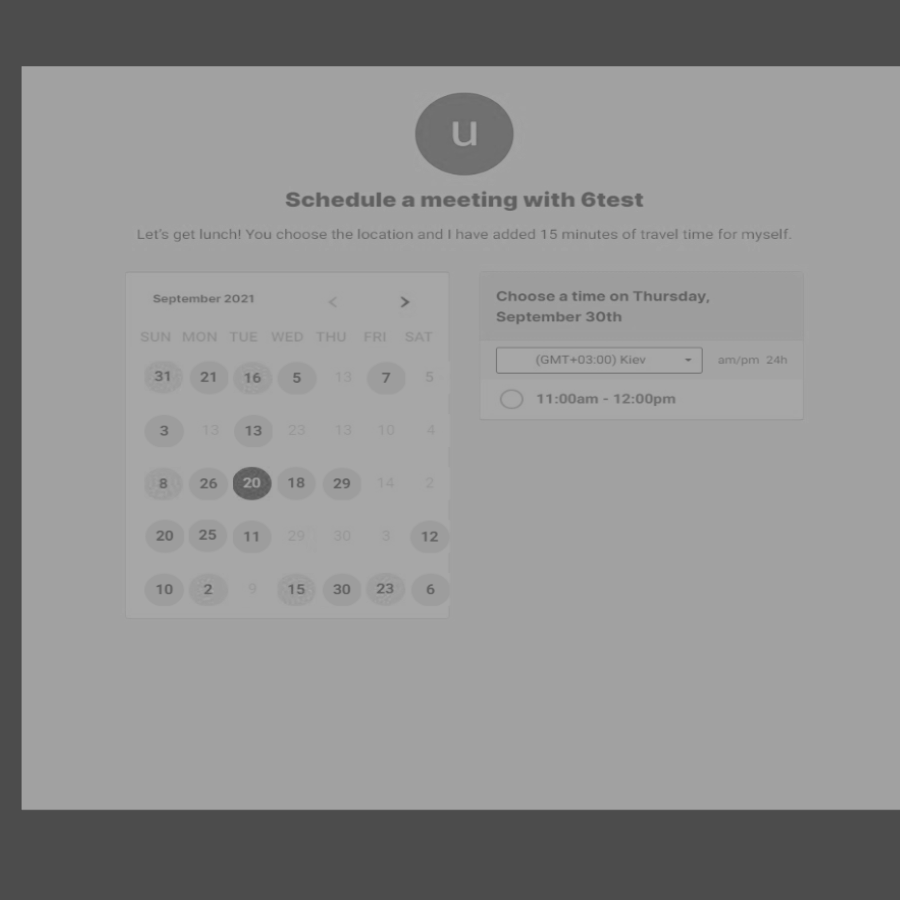 u
Schedule a meeting with 6test
Let's get lunch! You choose the location and I have added 15 minutes of travel time for myself.
September 2021 < >
SUN MON TUE WED THU FRI SAT
31 21 16 5 13 7 5
3 13 13 23 13 10 4
8 26 20 18 29 14 2
20 25 11 29 30 3 12
10 2 9 15 30 23 6
Choose a time on Thursday,
September 30th
(GMT+03:00) Kiev am/pm 24h
11:00am - 12:00pm